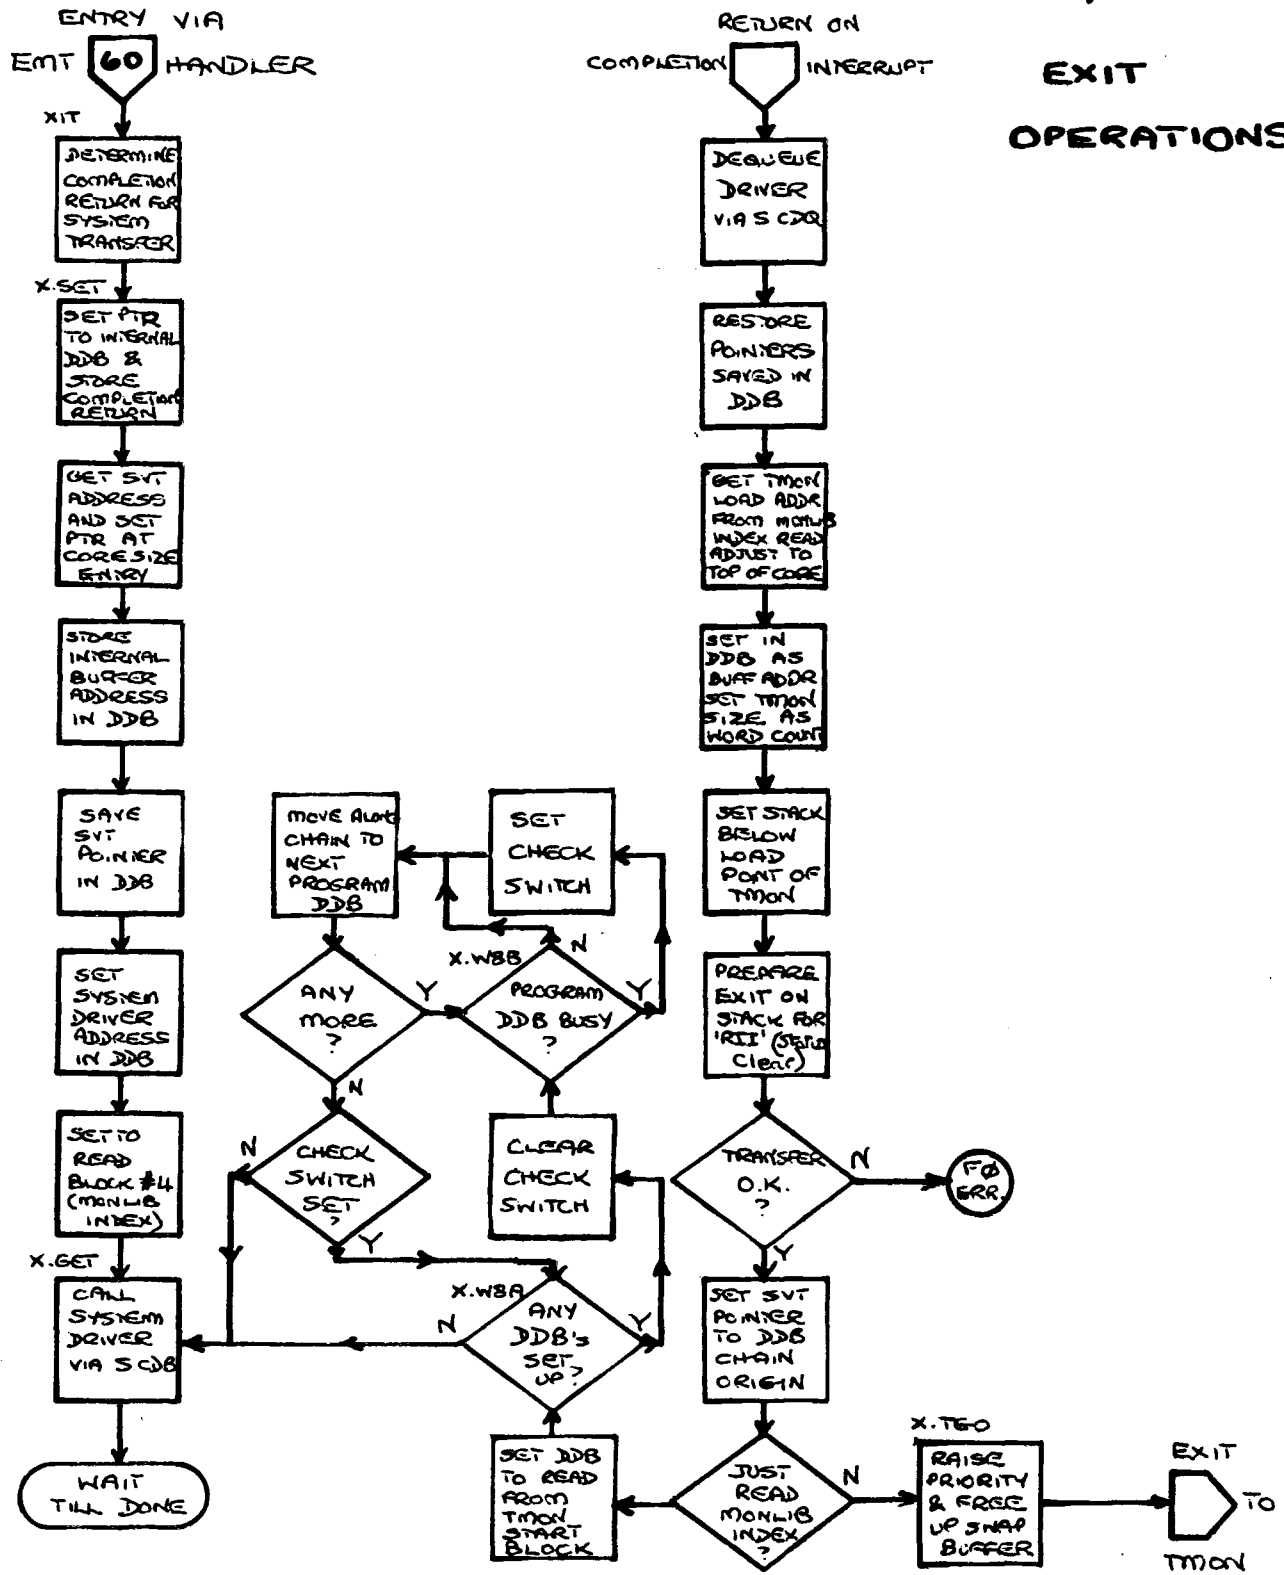 ENTRY VIA
EMT 60 HANDLER
XIT
DETERMINE
COMPLETION
RETURN FOR
SYSTEM
TRANSFER
X.SET
SET PTR
TO INTERNAL
DDB &
STORE
COMPLETION
RETURN
GET SVT
ADDRESS
AND SET
PTR AT
CORESIZE
ENTRY
STORE
INTERNAL
BUFFER
ADDRESS
IN DDB
SAVE
SVT
POINTER
IN DDB
SET
SYSTEM
DRIVER
ADDRESS
IN DDB
SET TO
READ
BLOCK #4
(MONLIB
INDEX)
X.GET
CALL
SYSTEM
DRIVER
VIA S CDB
WAIT
TILL DONE
MOVE ALONG
CHAIN TO
NEXT
PROGRAM
DDB
SET
CHECK
SWITCH
ANY
MORE
?
Y
N
X.WSB
PROGRAM
DDB BUSY
?
N
Y
CHECK
SWITCH
SET
?
N
Y
CLEAR
CHECK
SWITCH
X.WSA
ANY
DDB's
SET
UP?
N
Y
SET DDB
TO READ
FROM
TMON
START
BLOCK
RETURN ON
COMPLETION INTERRUPT
EXIT
OPERATIONS
DEQUEUE
DRIVER
VIA S CDQ
RESTORE
POINTERS
SAVED IN
DDB
GET TMON
LOAD ADDR
FROM MONLIB
INDEX READ
ADJUST TO
TOP OF CORE
SET IN
DDB AS
BUFF ADDR
SET TMON
SIZE AS
WORD COUNT
SET STACK
BELOW
LOAD
PONT OF
TMON
PREPARE
EXIT ON
STACK FOR
'RTI' (Status
Clear)
TRANSFER
O.K.
?
N
Y
FØ
ERR.
SET SVT
POINTER
TO DDB
CHAIN
ORIGIN
JUST
READ
MONLIB
INDEX
?
N
X.TGO
RAISE
PRIORITY
& FREE
UP SWAP
BUFFER
EXIT
TO
TMON